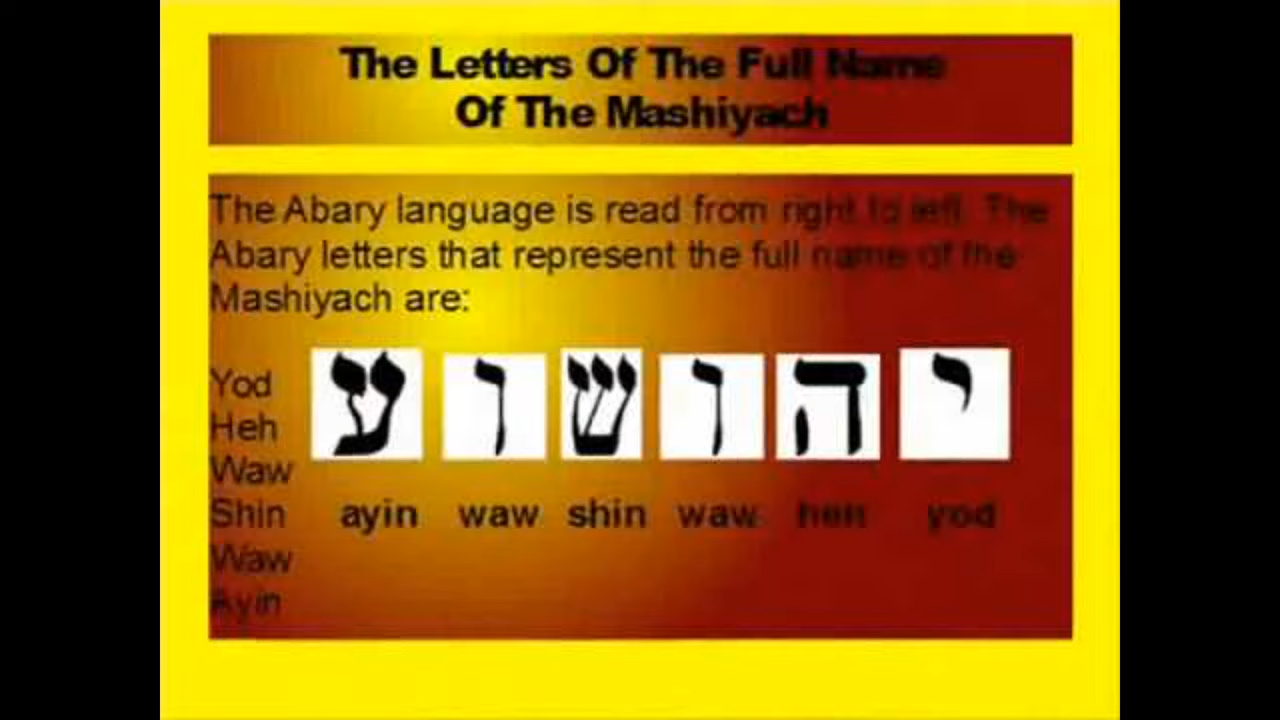 The Letters Of The Full Name
Of The Mashiyach
The Abary language is read from right to left. The
Abary letters that represent the full name of the
Mashiyach are:
ע ו ש ו ה י
Yod
Heh
Waw
Shin
Waw
Ayin
ayin waw shin waw heh yod